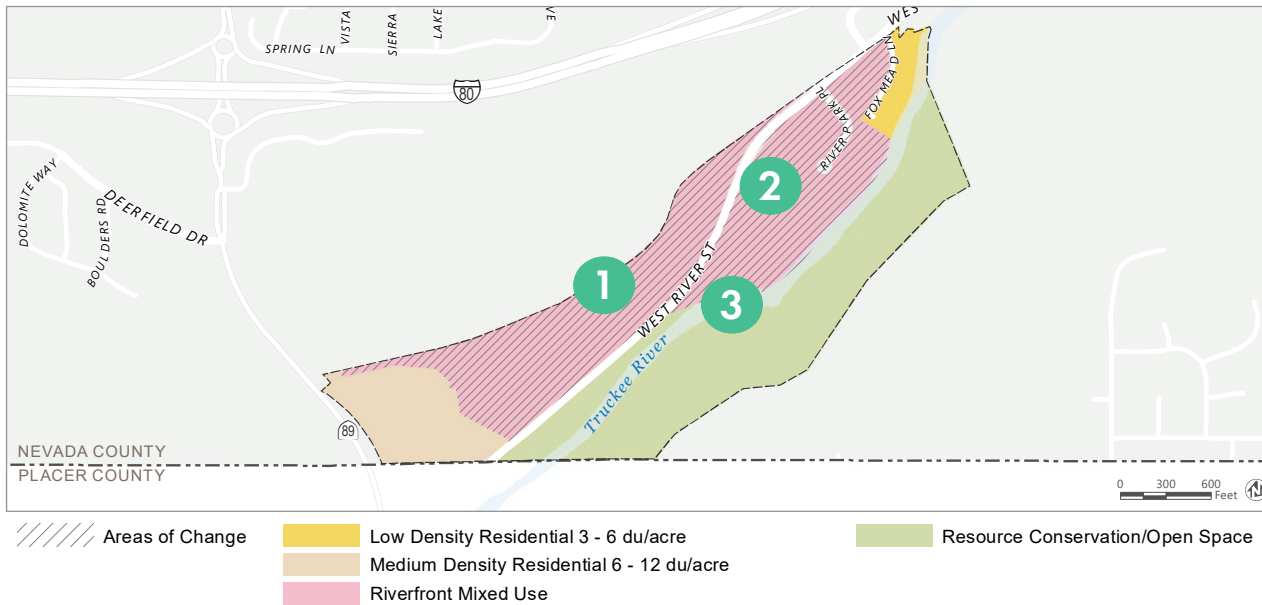 WES
VE
LAKE
SIERRA
VISTA
SPRING LN
80
FOX MEAD LN
RIVER PARK PL
DOLOMITE WAY
BOULDERS RD
DEERFIELD DR
2
1
3
WEST RIVER ST
Truckee River
89
NEVADA COUNTY
PLACER COUNTY
0 300 600
Feet
N
Areas of Change
Low Density Residential 3 - 6 du/acre
Medium Density Residential 6 - 12 du/acre
Riverfront Mixed Use
Resource Conservation/Open Space